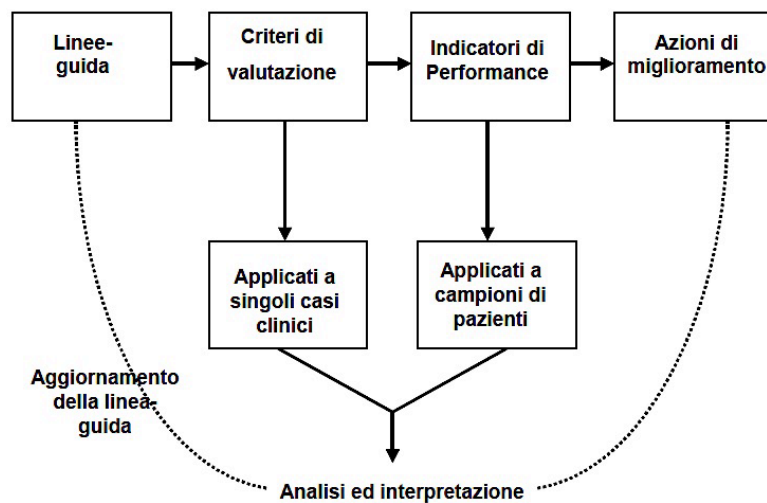 Linee-
guida
Criteri di
valutazione
Indicatori di
Performance
Azioni di
miglioramento
Applicati a
singoli casi
clinici
Applicati a
campioni di
pazienti
Aggiornamento
della linea-
guida
Analisi ed interpretazione